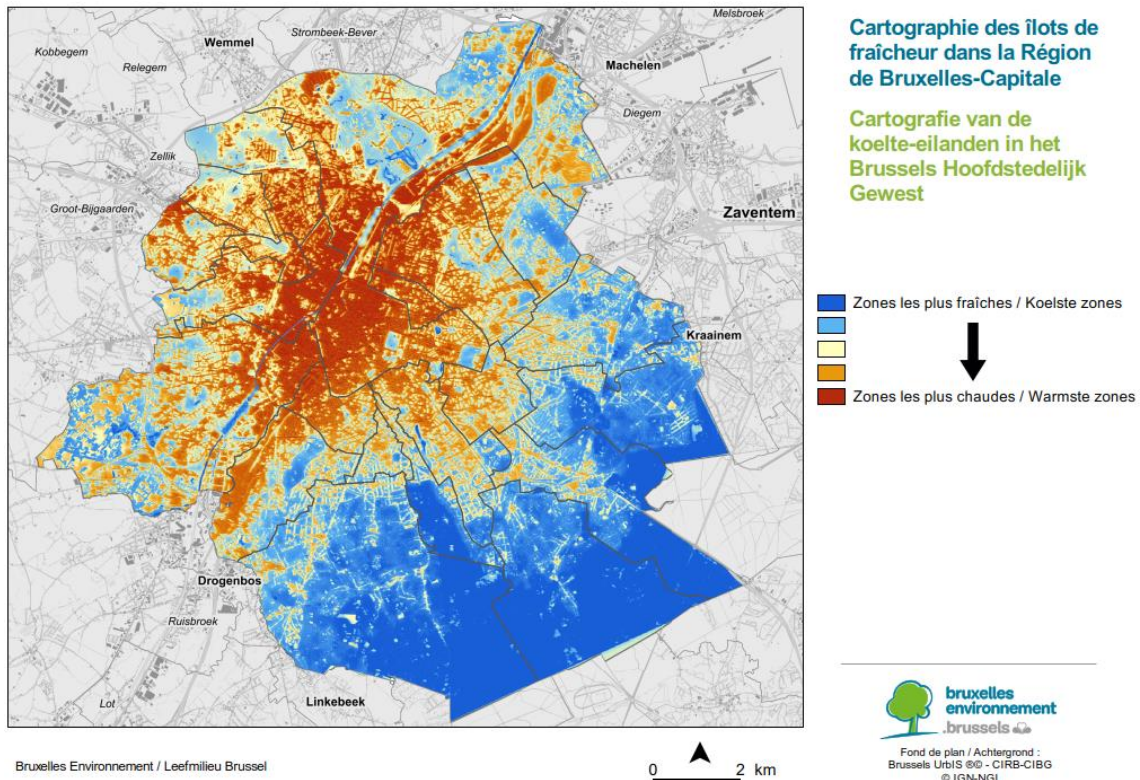 Melsbroek
Strombeek-Bever
Wemmel
Kobbegem
Relegem
Machelen
Diegem
Zellik
Groot-Bijgaarden
Zaventem
Kraainem
Drogenbos
Ruisbroek
Linkebeek
Lot
Cartographie des îlots de
fraîcheur dans la Région
de Bruxelles-Capitale
Cartografie van de
koelte-eilanden in het
Brussels Hoofdstedelijk
Gewest
Zones les plus fraîches / Koelste zones
Zones les plus chaudes / Warmste zones
bruxelles
environnement
.brussels
Fond de plan / Achtergrond :
Brussels UrbIS ®© - CIRB-CIBG
© IGN-NGI
Bruxelles Environnement / Leefmilieu Brussel
0 2 km